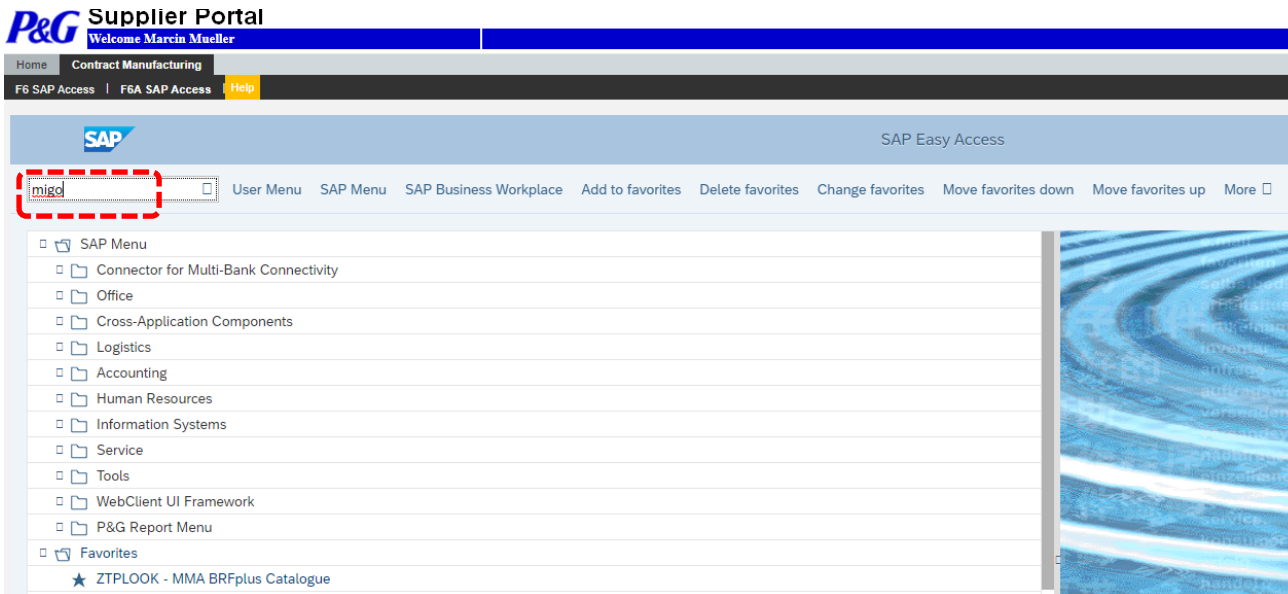 P&G Supplier Portal
Welcome Marcin Mueller
Home Contract Manufacturing
F6 SAP Access | F6A SAP Access | Help
SAP SAP Easy Access
migo User Menu SAP Menu SAP Business Workplace Add to favorites Delete favorites Change favorites Move favorites down Move favorites up More
SAP Menu
Connector for Multi-Bank Connectivity
Office
Cross-Application Components
Logistics
Accounting
Human Resources
Information Systems
Service
Tools
WebClient UI Framework
P&G Report Menu
Favorites
ZTPLOOK - MMA BRFplus Catalogue